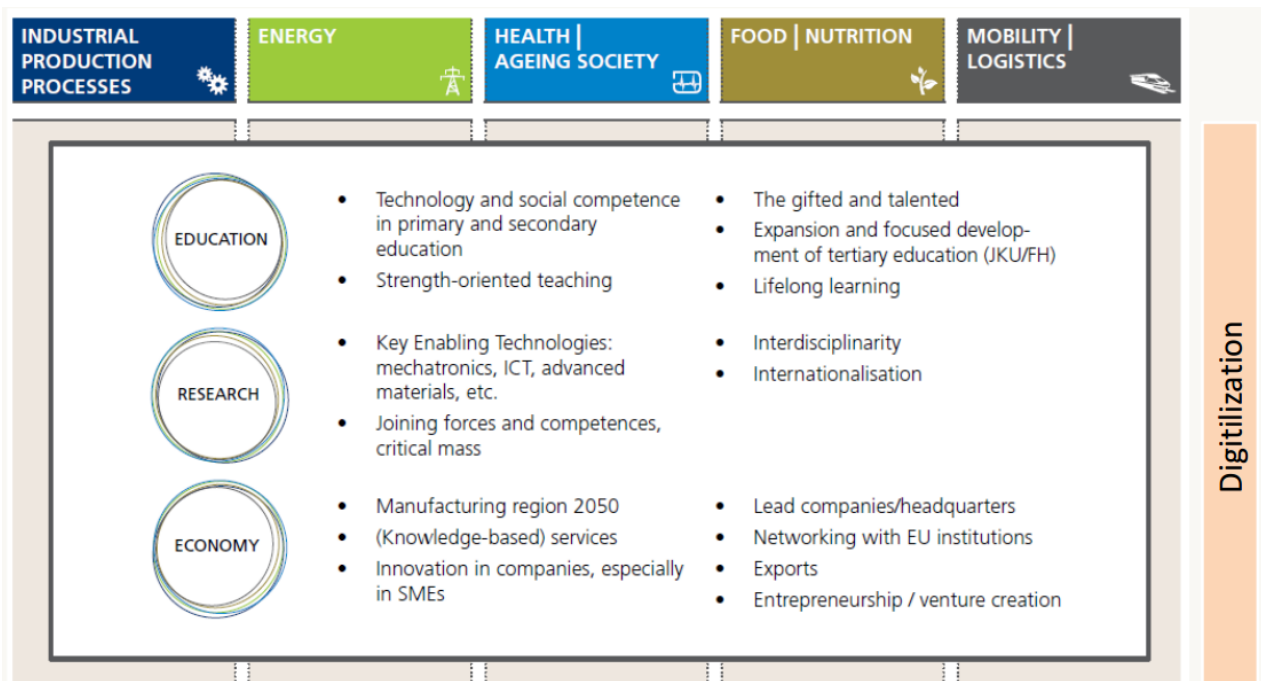 INDUSTRIAL
PRODUCTION
PROCESSES
ENERGY
HEALTH |
AGEING SOCIETY
FOOD | NUTRITION
MOBILITY |
LOGISTICS
EDUCATION
• Technology and social competence
in primary and secondary
education
• Strength-oriented teaching
• The gifted and talented
• Expansion and focused develop-
ment of tertiary education (JKU/FH)
• Lifelong learning
RESEARCH
• Key Enabling Technologies:
mechatronics, ICT, advanced
materials, etc.
• Joining forces and competences,
critical mass
• Interdisciplinarity
• Internationalisation
ECONOMY
• Manufacturing region 2050
• (Knowledge-based) services
• Innovation in companies, especially
in SMEs
• Lead companies/headquarters
• Networking with EU institutions
• Exports
• Entrepreneurship / venture creation
Digitilization